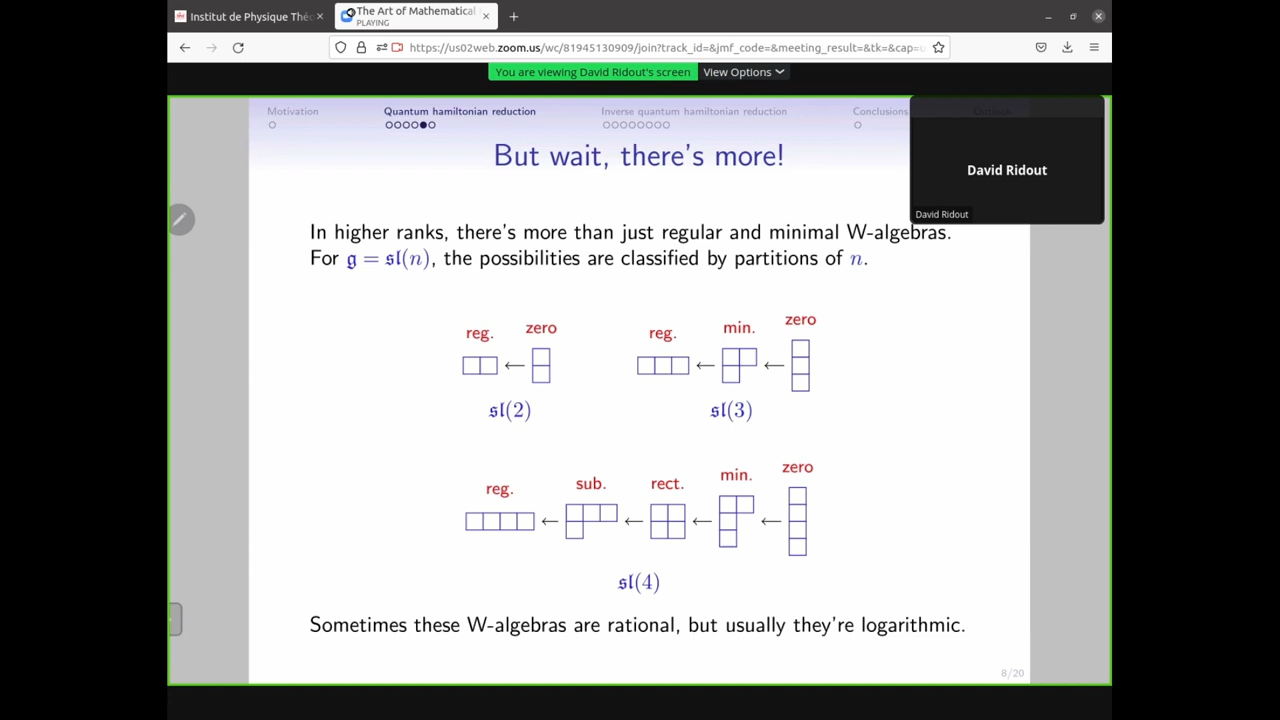 Institut de Physique Théo
The Art of Mathematical
PLAYING
https://us02web.zoom.us/wc/81945130909/join?track_id=&jmf_code=&meeting_result=&tk=&cap=u
You are viewing David Ridout's screen
View Options
Motivation
Quantum hamiltonian reduction
Inverse quantum hamiltonian reduction
Conclusions
David Ridout
David Ridout
But wait, there's more!
In higher ranks, there's more than just regular and minimal W-algebras.
For 𝔤 = 𝔰𝔩(n), the possibilities are classified by partitions of n.
reg. ← zero
𝔰𝔩(2)
reg. ← min. ← zero
𝔰𝔩(3)
reg. ← sub. ← rect. ← min. ← zero
𝔰𝔩(4)
Sometimes these W-algebras are rational, but usually they're logarithmic.
8/20